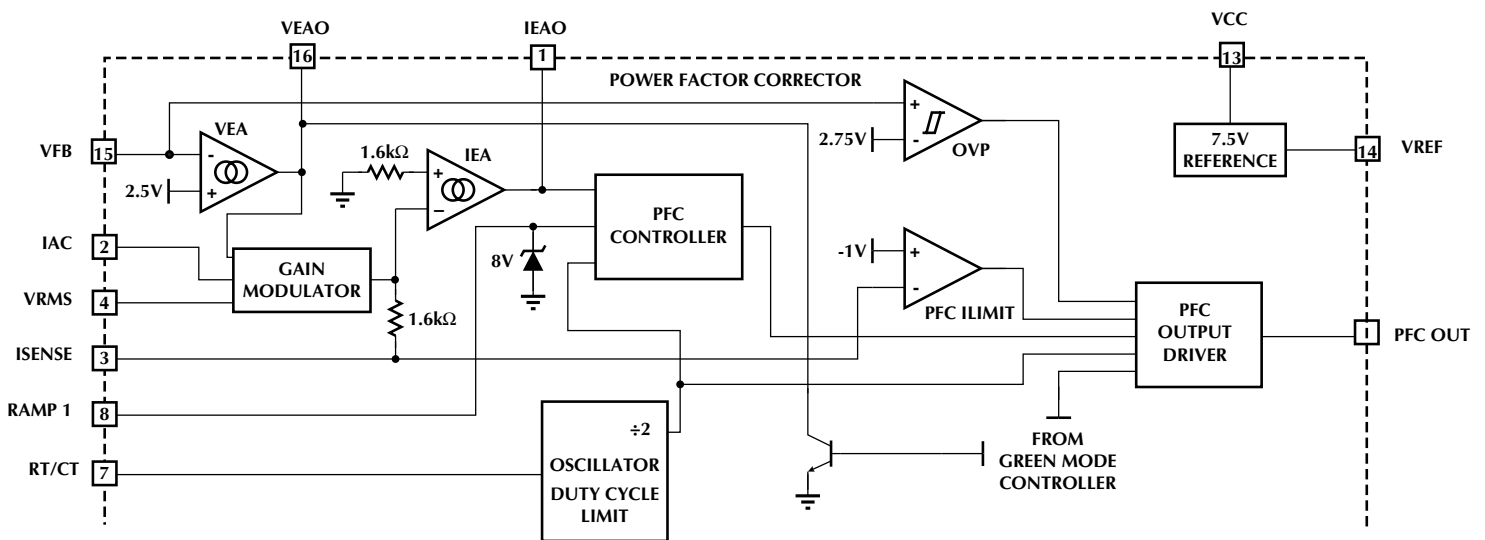 VEAO
16
IEAO
1
VCC
13
POWER FACTOR CORRECTOR
VFB
15
VEA
-
+
2.5V
1.6kΩ
IEA
+
–
+
-
2.75V
OVP
7.5V
REFERENCE
14
VREF
IAC
2
VRMS
4
GAIN
MODULATOR
1.6kΩ
8V
PFC
CONTROLLER
-1V
+
-
PFC ILIMIT
PFC
OUTPUT
DRIVER
PFC OUT
ISENSE
3
RAMP 1
8
RT/CT
7
÷2
OSCILLATOR
DUTY CYCLE
LIMIT
FROM
GREEN MODE
CONTROLLER